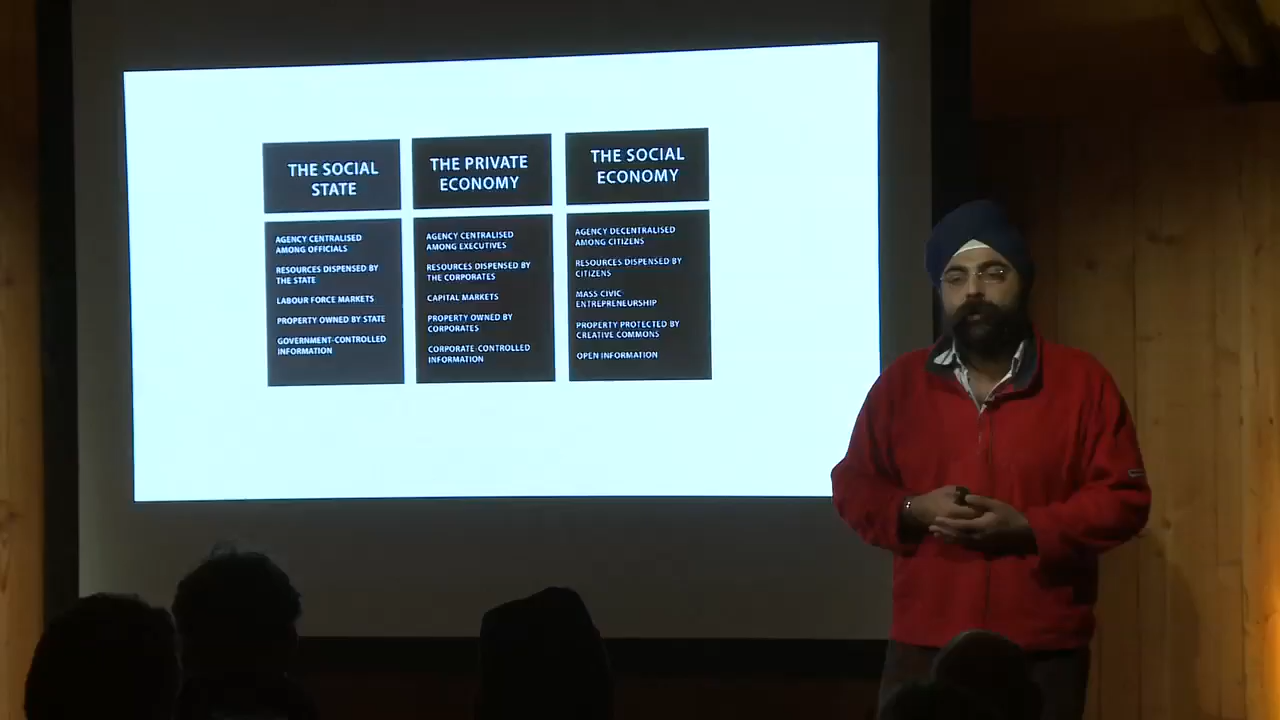 THE SOCIAL
STATE
AGENCY CENTRALISED
AMONG OFFICIALS
RESOURCES DISPENSED BY
THE STATE
LABOUR FORCE MARKETS
PROPERTY OWNED BY STATE
GOVERNMENT-CONTROLLED
INFORMATION
THE PRIVATE
ECONOMY
AGENCY CENTRALISED
AMONG EXECUTIVES
RESOURCES DISPENSED BY
THE CORPORATES
CAPITAL MARKETS
PROPERTY OWNED BY
CORPORATES
CORPORATE-CONTROLLED
INFORMATION
THE SOCIAL
ECONOMY
AGENCY DECENTRALISED
AMONG CITIZENS
RESOURCES DISPENSED BY
CITIZENS
MASS CIVIC
ENTREPRENEURSHIP
PROPERTY PROTECTED BY
CREATIVE COMMONS
OPEN INFORMATION